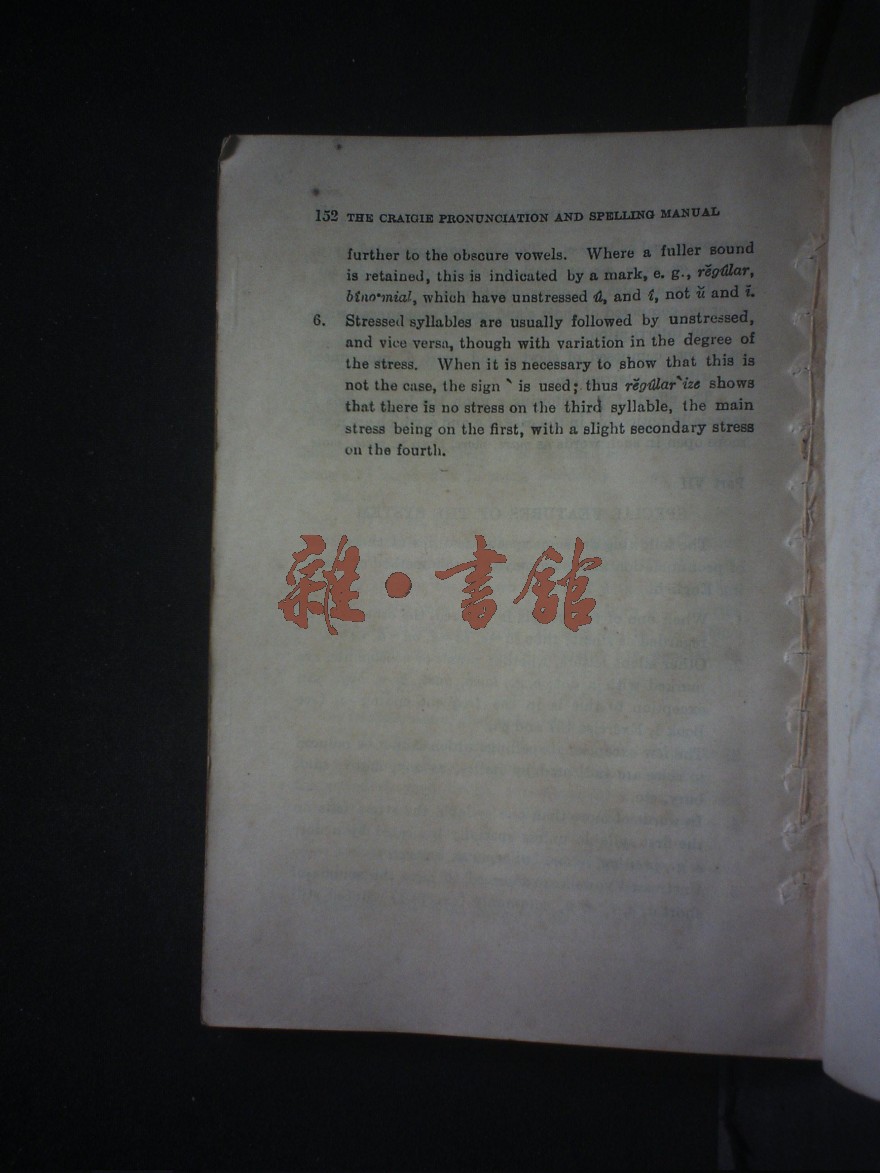 152 THE CRAIGIE PRONUNCIATION AND SPELLING MANUAL
further to the obscure vowels. Where a fuller sound
is retained, this is indicated by a mark, e. g., rĕgûlar,
bîno•mial, which have unstressed û, and î, not ŭ and ĭ.
6. Stressed syllables are usually followed by unstressed,
and vice versa, though with variation in the degree of
the stress. When it is necessary to show that this is
not the case, the sign ` is used; thus rĕgûlar`ize shows
that there is no stress on the third syllable, the main
stress being on the first, with a slight secondary stress
on the fourth.
雜•書館